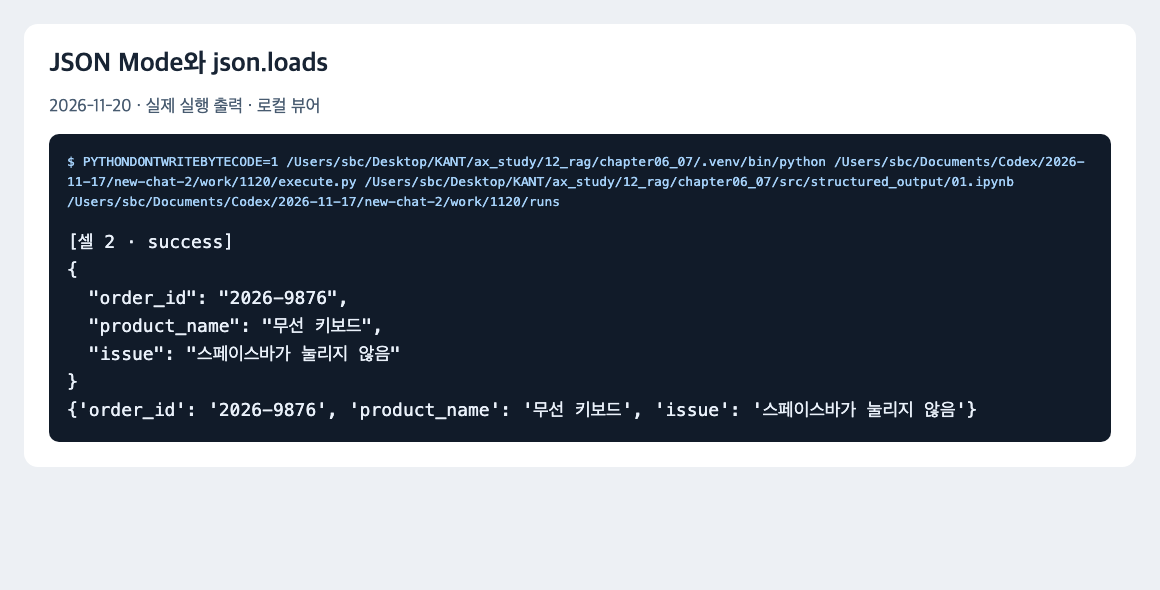 JSON Mode와 json.loads
2026-11-20 · 실제 실행 출력 · 로컬 뷰어
$ PYTHONDONTWRITEBYTECODE=1 /Users/sbc/Desktop/KANT/ax_study/12_rag/chapter06_07/.venv/bin/python /Users/sbc/Documents/Codex/2026-
11-17/new-chat-2/work/1120/execute.py /Users/sbc/Desktop/KANT/ax_study/12_rag/chapter06_07/src/structured_output/01.ipynb
/Users/sbc/Documents/Codex/2026-11-17/new-chat-2/work/1120/runs
[셀 2 · success]
{
  "order_id": "2026-9876",
  "product_name": "무선 키보드",
  "issue": "스페이스바가 눌리지 않음"
}
{'order_id': '2026-9876', 'product_name': '무선 키보드', 'issue': '스페이스바가 눌리지 않음'}